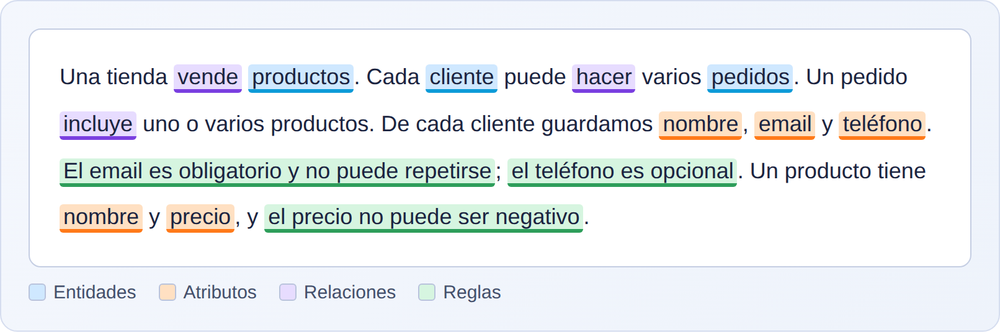 Una tienda vende productos. Cada cliente puede hacer varios pedidos. Un pedido
incluye uno o varios productos. De cada cliente guardamos nombre, email y teléfono.
El email es obligatorio y no puede repetirse; el teléfono es opcional. Un producto tiene
nombre y precio, y el precio no puede ser negativo.
Entidades Atributos Relaciones Reglas